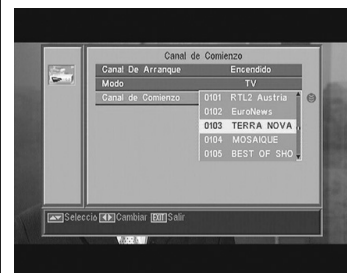 Canal de Comienzo
Canal De Arranque Encendido
Modo TV
Canal de Comienzo
0101 RTL2 Austria
0102 EuroNews
0103 TERRA NOVA
0104 MOSAIQUE
0105 BEST OF SHO
Selecció Cambiar EXIT Salir